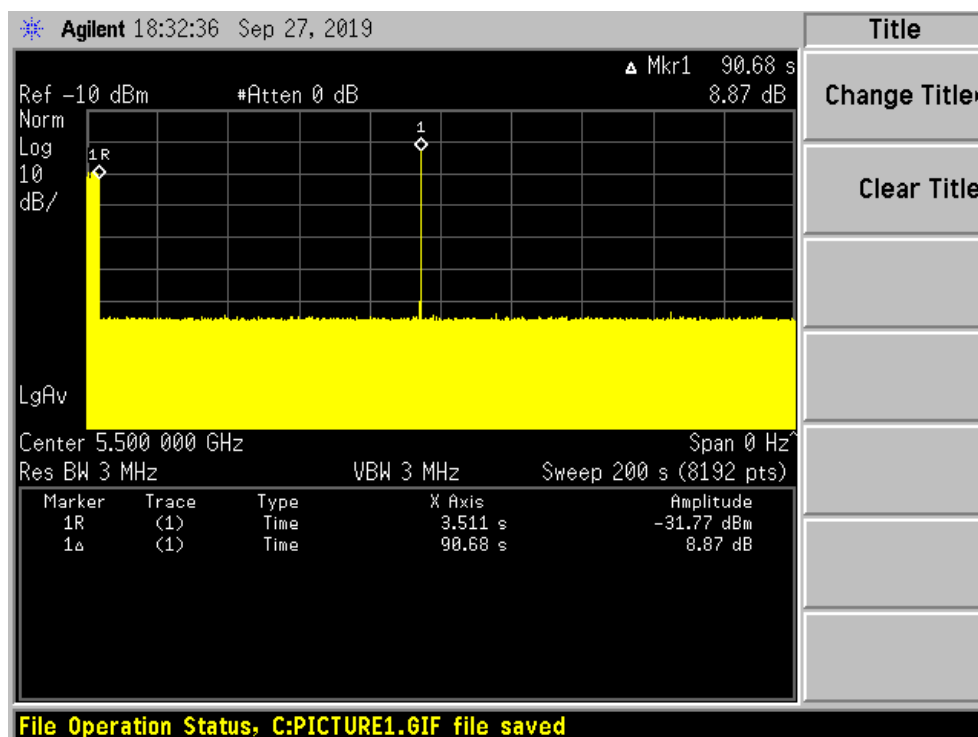 Agilent 18:32:36 Sep 27, 2019
Title
Δ Mkr1 90.68 s
Ref -10 dBm #Atten 0 dB 8.87 dB
Change Title
Norm
Log
10
dB/
1R
1
Clear Title
LgAv
Center 5.500 000 GHz Span 0 Hz^
Res BW 3 MHz VBW 3 MHz Sweep 200 s (8192 pts)
Marker Trace Type X Axis Amplitude
1R (1) Time 3.511 s -31.77 dBm
1Δ (1) Time 90.68 s 8.87 dB
File Operation Status, C:PICTURE1.GIF file saved